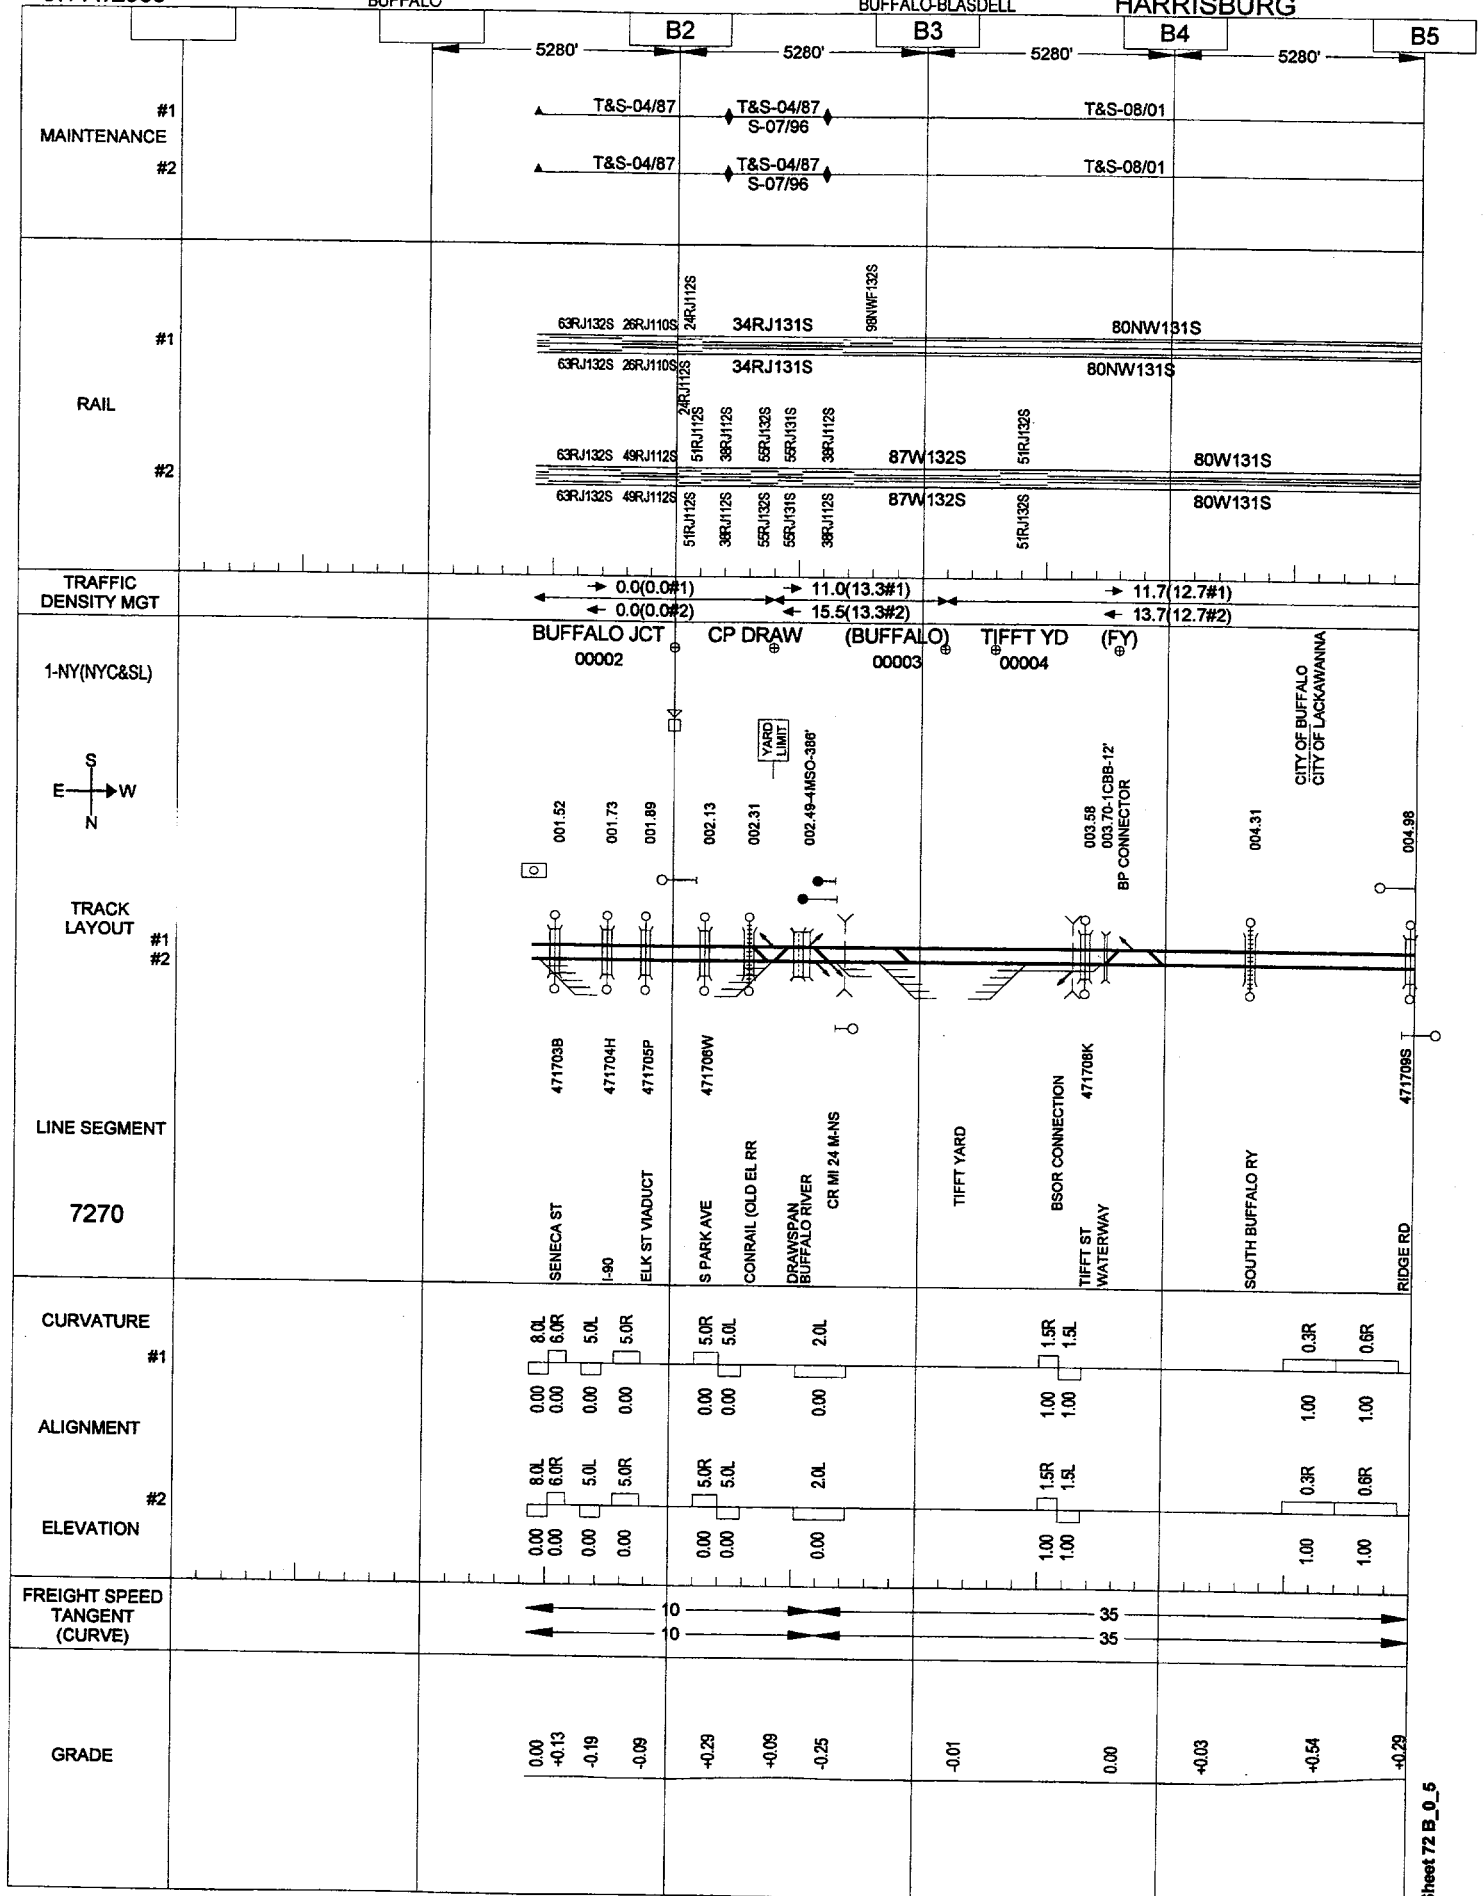 BUFFALO
BUFFALO-BLASDELL
HARRISBURG
B2
B3
B4
B5
5280'
5280'
5280'
5280'
MAINTENANCE
#1
T&S-04/87
T&S-04/87
S-07/96
T&S-08/01
#2
T&S-04/87
T&S-04/87
S-07/96
T&S-08/01
RAIL
#1
63RJ132S
26RJ110S
24RJ112S
34RJ131S
98NWF132S
80NW131S
63RJ132S
26RJ110S
24RJ112S
34RJ131S
80NW131S
#2
63RJ132S
49RJ112S
51RJ112S
38RJ112S
55RJ132S
55RJ131S
38RJ112S
87W132S
51RJ132S
80W131S
63RJ132S
49RJ112S
51RJ112S
38RJ112S
55RJ132S
55RJ131S
38RJ112S
87W132S
51RJ132S
80W131S
TRAFFIC
DENSITY MGT
0.0(0.0#1)
11.0(13.3#1)
11.7(12.7#1)
0.0(0.0#2)
15.5(13.3#2)
13.7(12.7#2)
1-NY(NYC&SL)
BUFFALO JCT
CP DRAW
(BUFFALO)
TIFFT YD
(FY)
00002
00003
00004
CITY OF BUFFALO
CITY OF LACKAWANNA
YARD
LIMIT
S
E
W
N
001.52
001.73
001.89
002.13
002.31
002.49-4MSO-386'
003.58
003.70-1CBB-12'
BP CONNECTOR
004.31
004.98
TRACK
LAYOUT
#1
#2
471703B
471704H
471705P
471706W
471708K
471709S
LINE SEGMENT
7270
SENECA ST
I-90
ELK ST VIADUCT
S PARK AVE
CONRAIL (OLD EL RR
DRAWSPAN
BUFFALO RIVER
CR MI 24 M-NS
TIFFT YARD
BSOR CONNECTION
TIFFT ST
WATERWAY
SOUTH BUFFALO RY
RIDGE RD
CURVATURE
#1
8.0L
6.0R
5.0L
5.0R
5.0R
5.0L
2.0L
1.5R
1.5L
0.3R
0.6R
0.00
0.00
0.00
0.00
0.00
0.00
0.00
1.00
1.00
1.00
1.00
ALIGNMENT
#2
8.0L
6.0R
5.0L
5.0R
5.0R
5.0L
2.0L
1.5R
1.5L
0.3R
0.6R
ELEVATION
0.00
0.00
0.00
0.00
0.00
0.00
0.00
1.00
1.00
1.00
1.00
FREIGHT SPEED
TANGENT
(CURVE)
10
35
10
35
GRADE
0.00
+0.13
-0.19
-0.09
+0.29
+0.09
-0.25
-0.01
0.00
+0.03
+0.54
+0.29
Sheet 72 B_0_5